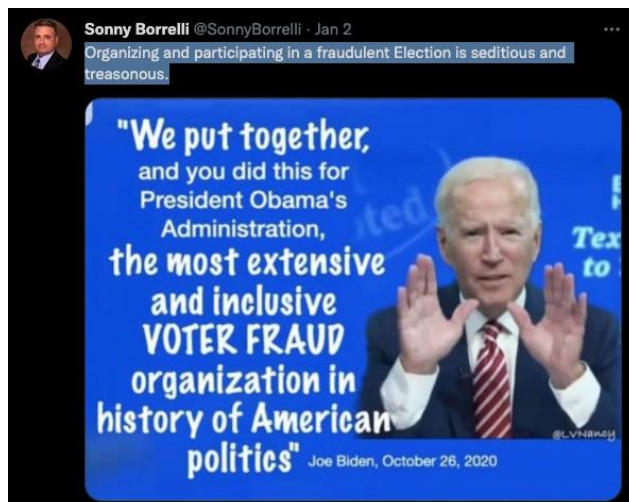 Sonny Borrelli @SonnyBorrelli · Jan 2
Organizing and participating in a fraudulent Election is seditious and
treasonous.
"We put together,
and you did this for
President Obama's
Administration,
the most extensive
and inclusive
VOTER FRAUD
organization in
history of American
politics" Joe Biden, October 26, 2020
Tex
to
@LVNancy